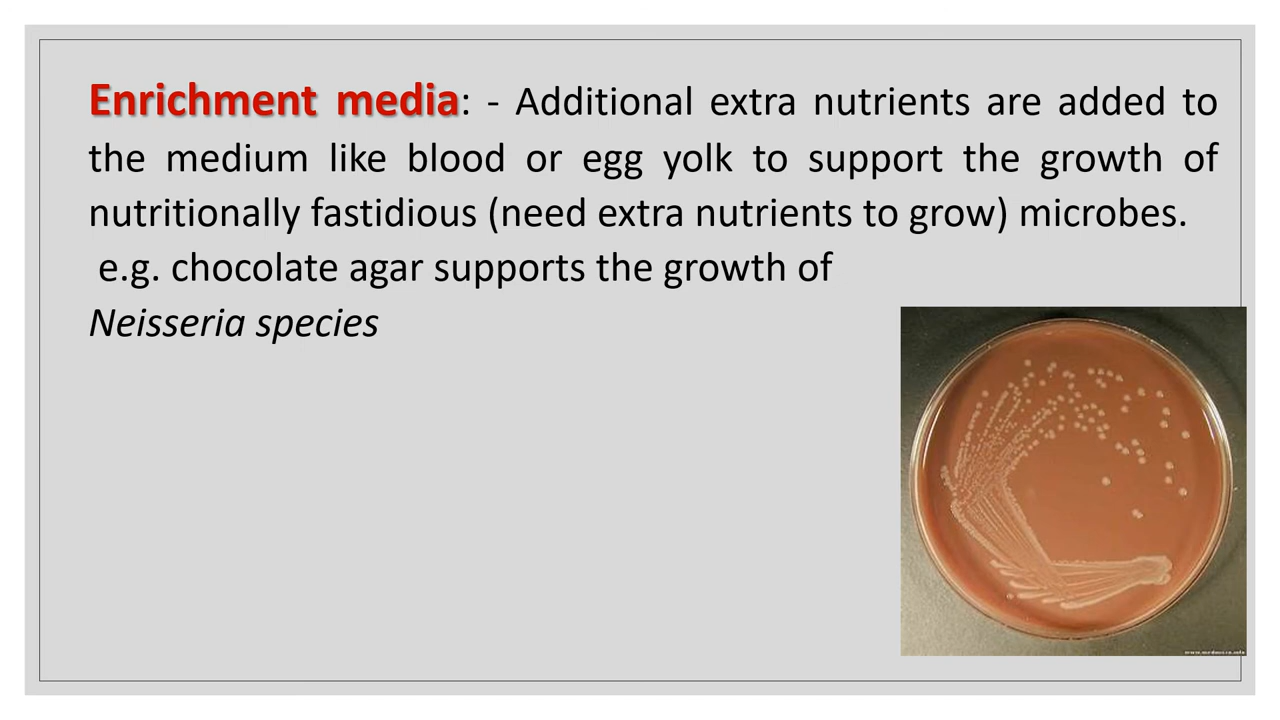 Enrichment media: - Additional extra nutrients are added to
the medium like blood or egg yolk to support the growth of
nutritionally fastidious (need extra nutrients to grow) microbes.
e.g. chocolate agar supports the growth of
Neisseria species